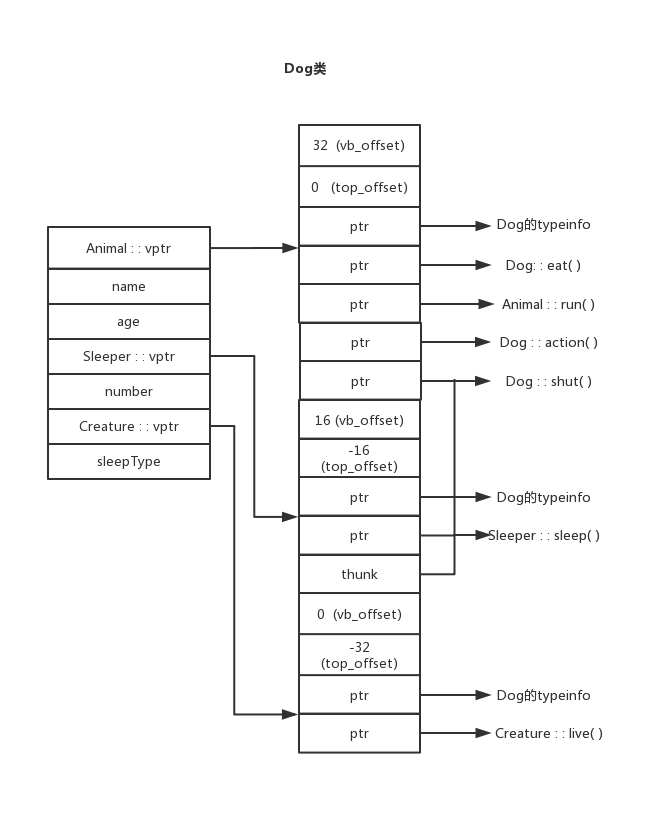 Dog类
32 (vb_offset)
0 (top_offset)
ptr
Dog的typeinfo
Animal : : vptr
ptr
Dog: : eat( )
name
ptr
Animal : : run( )
age
ptr
Dog : : action( )
Sleeper : : vptr
ptr
Dog : : shut( )
number
16 (vb_offset)
Creature : : vptr
-16
(top_offset)
sleepType
ptr
Dog的typeinfo
ptr
Sleeper : : sleep( )
thunk
0 (vb_offset)
-32
(top_offset)
ptr
Dog的typeinfo
ptr
Creature : : live( )